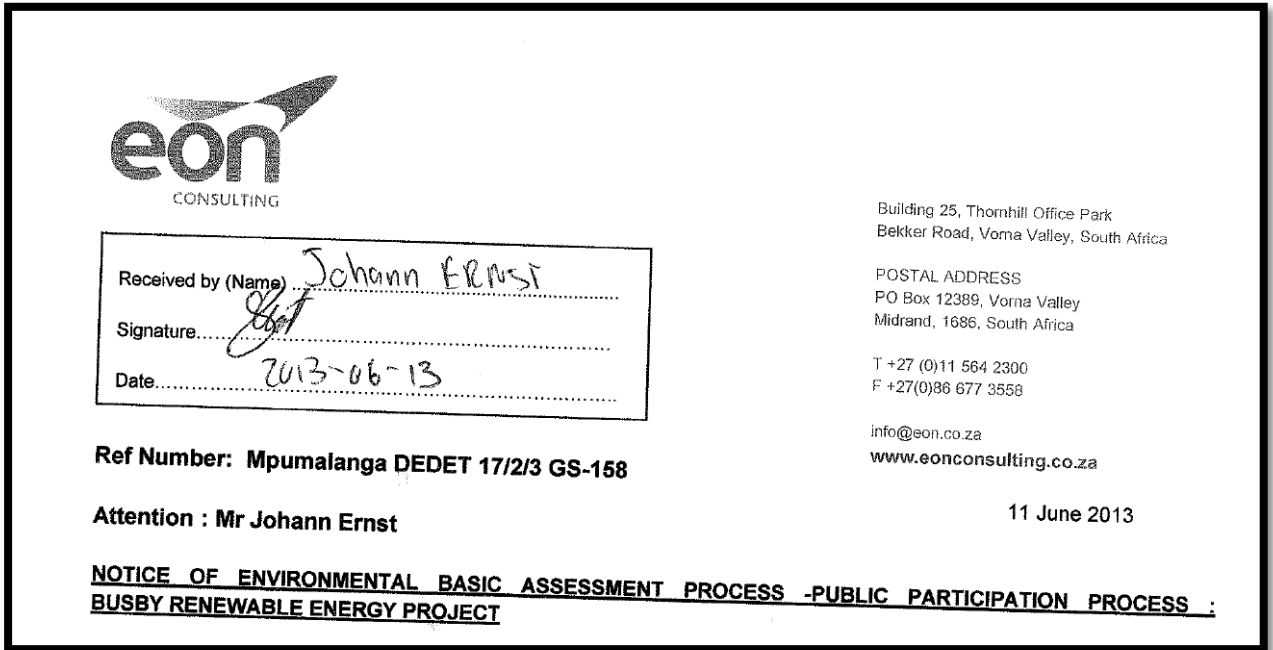 eon
CONSULTING
Building 25, Thornhill Office Park
Bekker Road, Vorna Valley, South Africa
POSTAL ADDRESS
PO Box 12389, Vorna Valley
Midrand, 1686, South Africa
T +27 (0)11 564 2300
F +27(0)86 677 3558
info@eon.co.za
www.eonconsulting.co.za
Received by (Name) Johann ERNST
Signature
Date 2013-06-13
Ref Number: Mpumalanga DEDET 17/2/3 GS-158
Attention : Mr Johann Ernst
11 June 2013
NOTICE OF ENVIRONMENTAL BASIC ASSESSMENT PROCESS -PUBLIC PARTICIPATION PROCESS :
BUSBY RENEWABLE ENERGY PROJECT